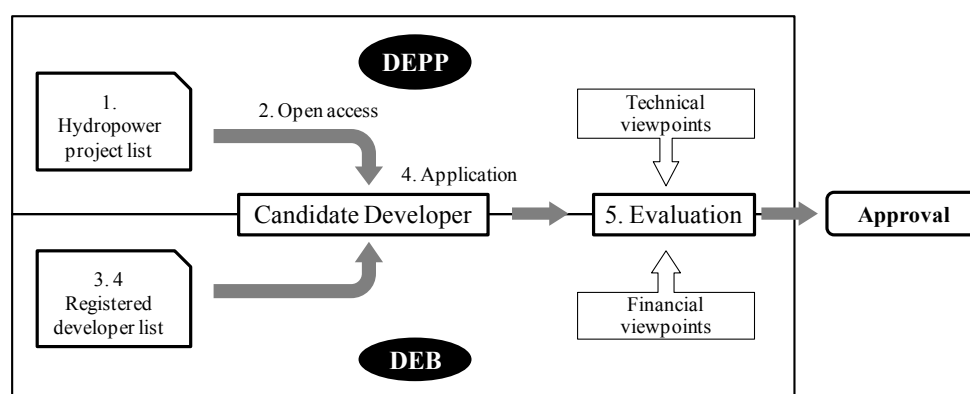 DEPP
1.
Hydropower
project list
2. Open access
Technical
viewpoints
4. Application
Candidate Developer
5. Evaluation
Approval
3. 4
Registered
developer list
Financial
viewpoints
DEB